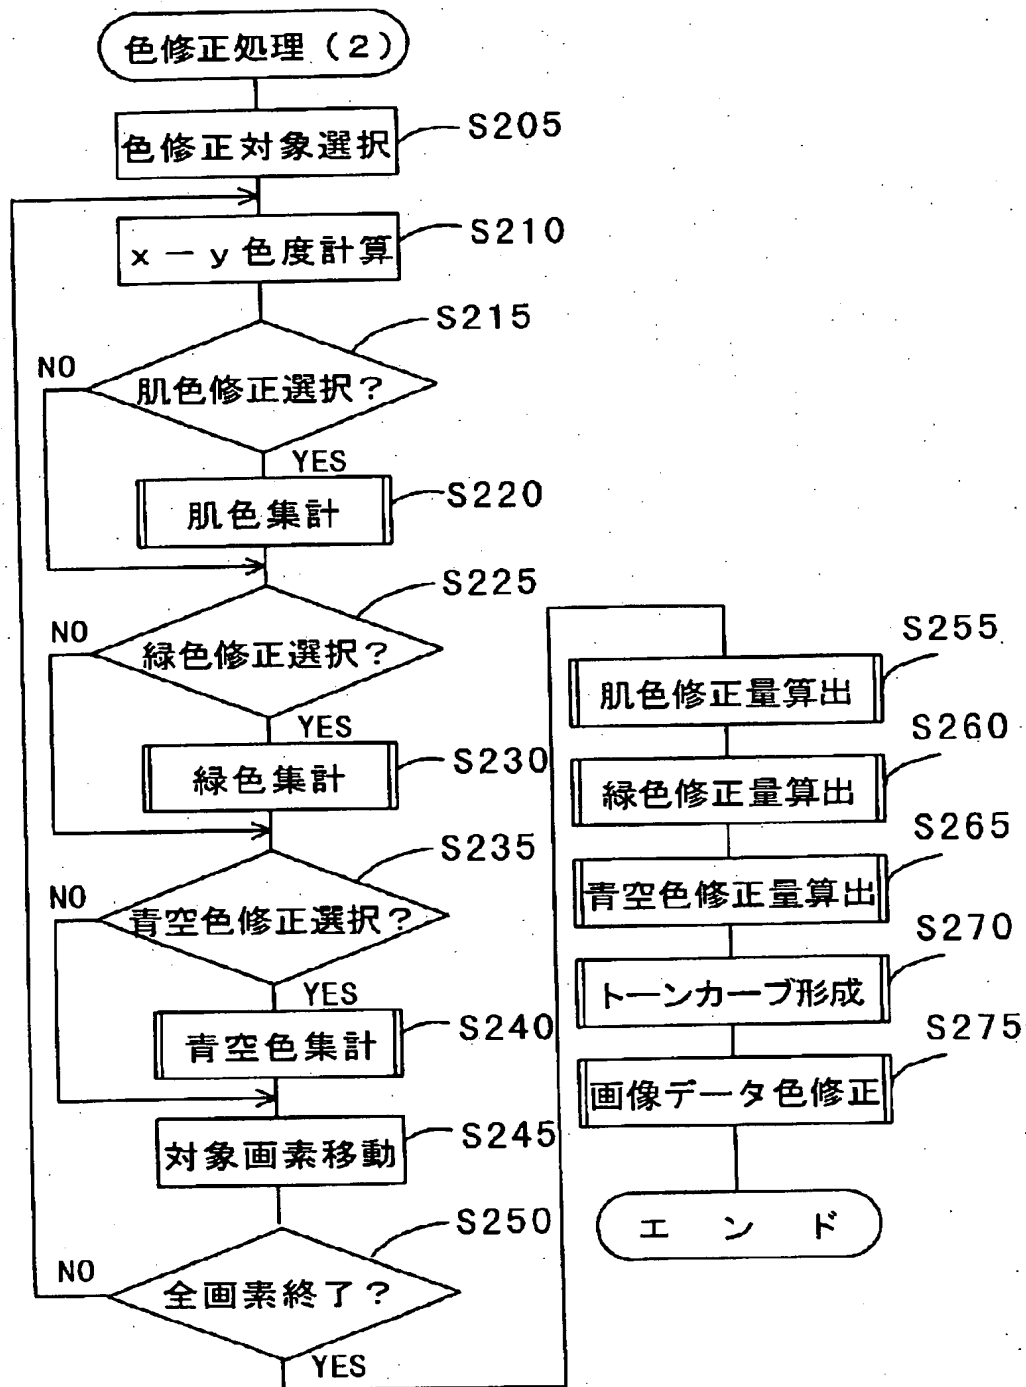 色修正処理(2)
色修正対象選択
S205
x-y色度計算
S210
S215
NO
肌色修正選択?
YES
肌色集計
S220
S225
NO
緑色修正選択?
YES
緑色集計
S230
S235
NO
青空色修正選択?
YES
青空色集計
S240
対象画素移動
S245
S250
NO
全画素終了?
YES
S255
肌色修正量算出
S260
緑色修正量算出
S265
青空色修正量算出
S270
トーンカーブ形成
S275
画像データ色修正
エンド